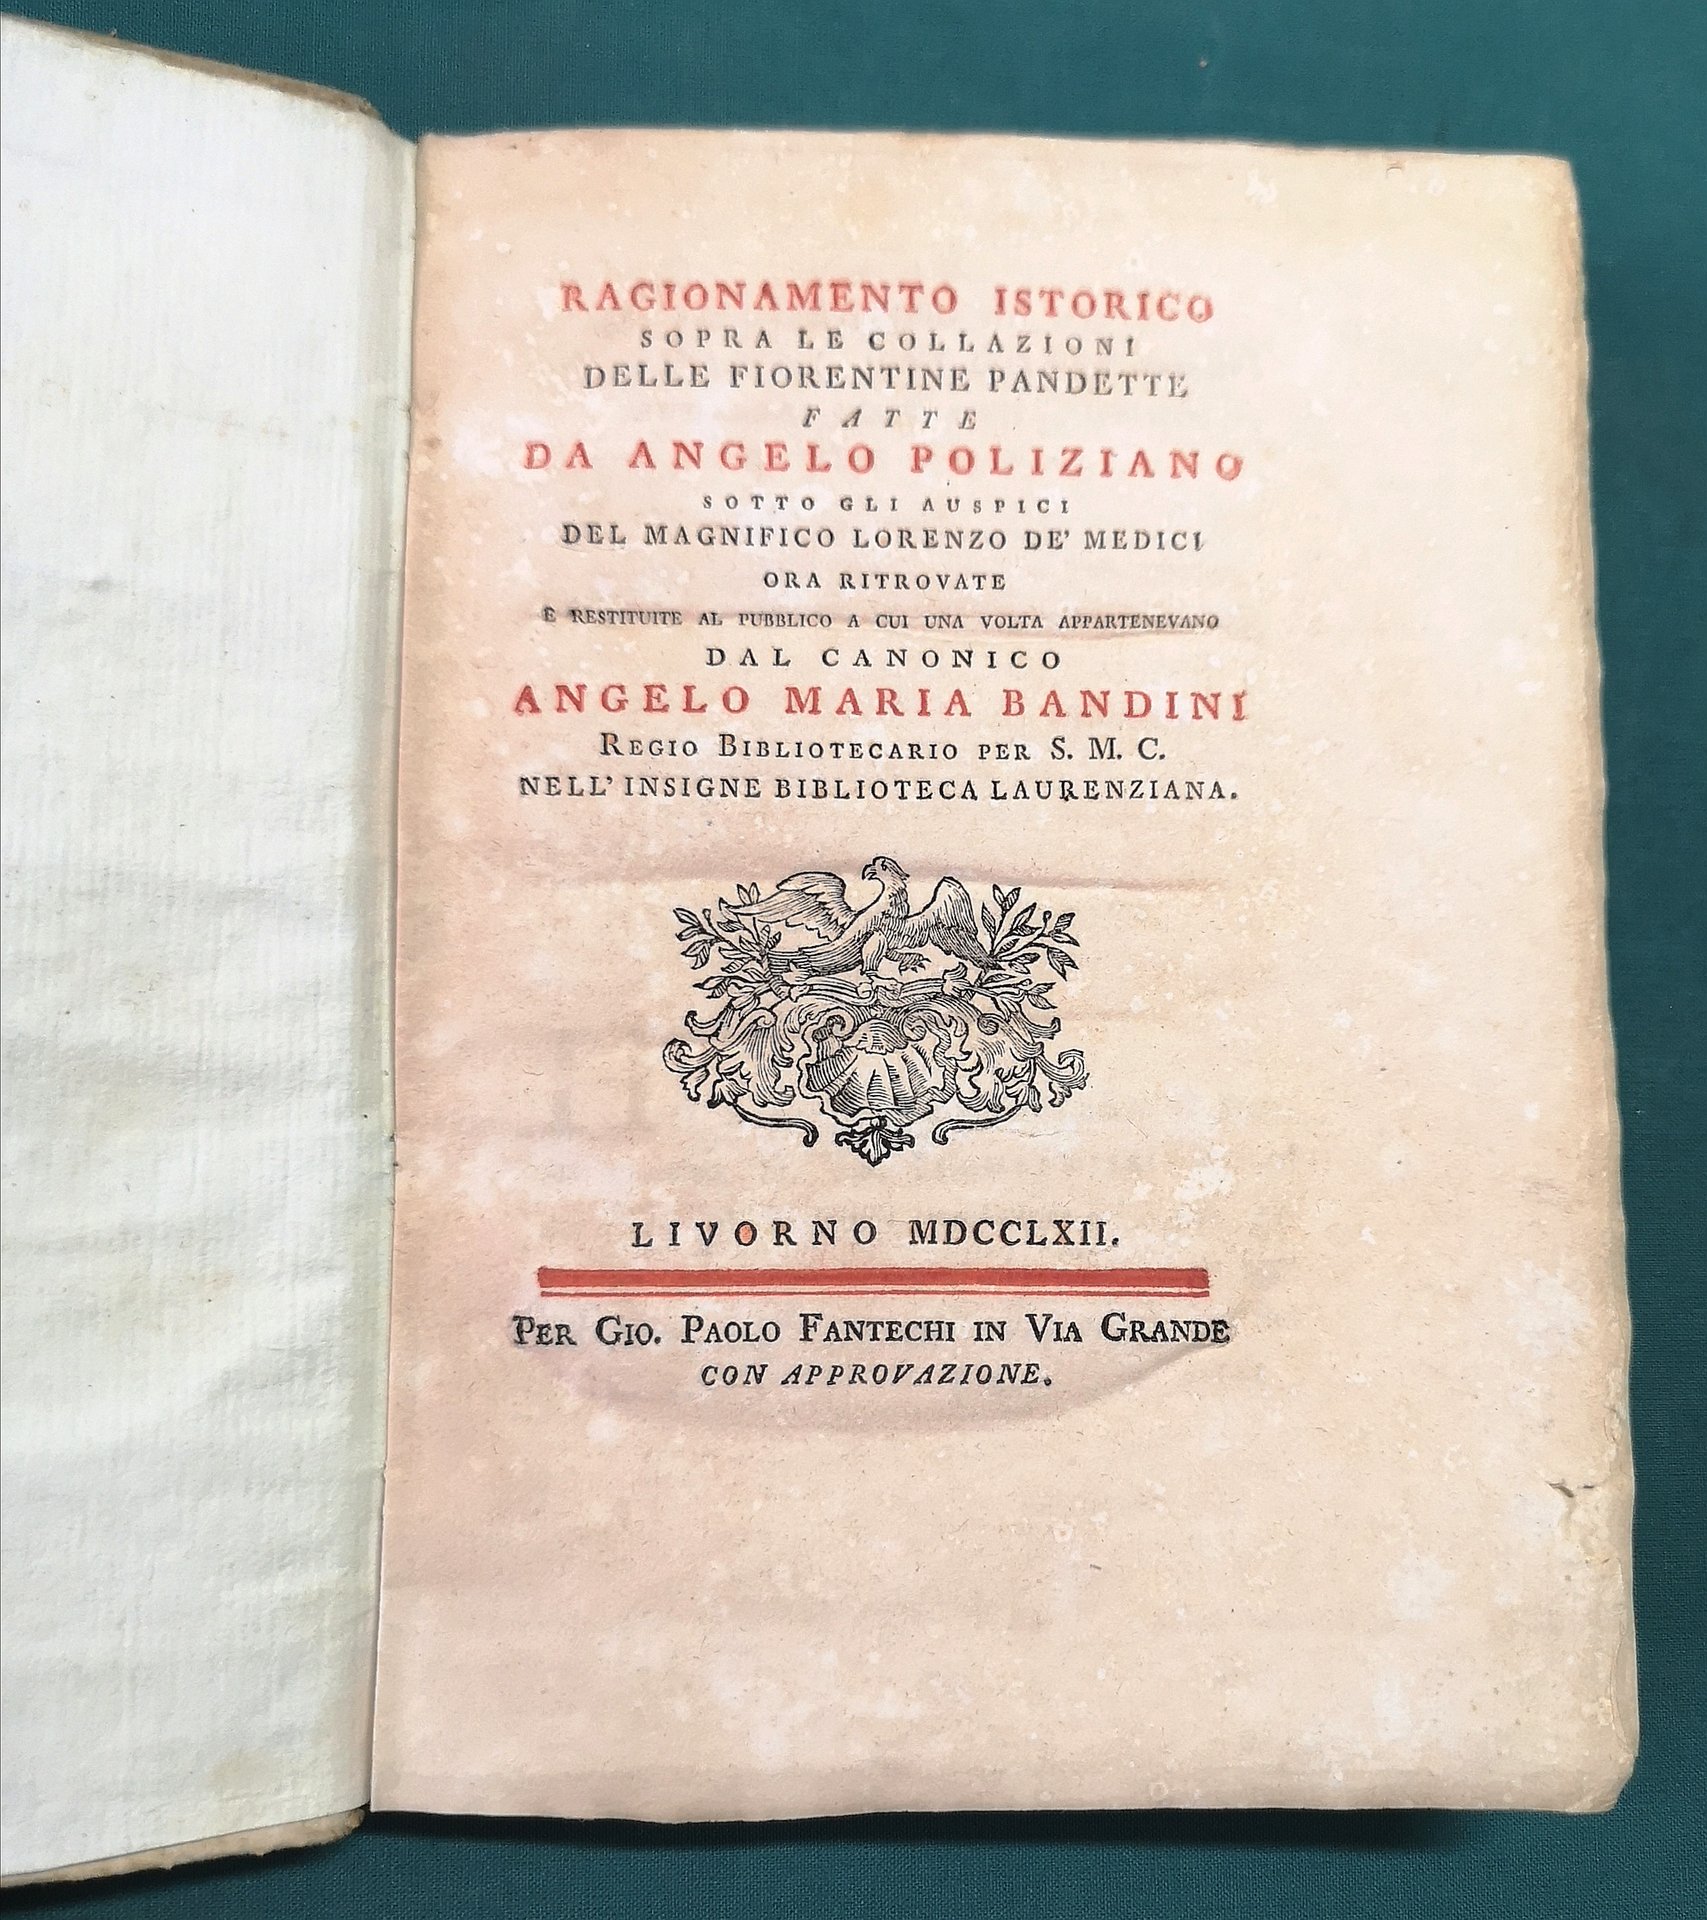 RAGIONAMENTO ISTORICO
SOPRA LE COLLAZIONI
DELLE FIORENTINE PANDETTE
FATTE
DA ANGELO POLIZIANO
SOTTO GLI AUSPICI
DEL MAGNIFICO LORENZO DE' MEDICI
ORA RITROVATE
E RESTITUITE AL PUBBLICO A CUI UNA VOLTA APPARTENEVANO
DAL CANONICO
ANGELO MARIA BANDINI
REGIO BIBLIOTECARIO PER S. M. C.
NELL' INSIGNE BIBLIOTECA LAURENZIANA.
LIVORNO MDCCLXII.
PER GIO. PAOLO FANTECHI IN VIA GRANDE
CON APPROVAZIONE.